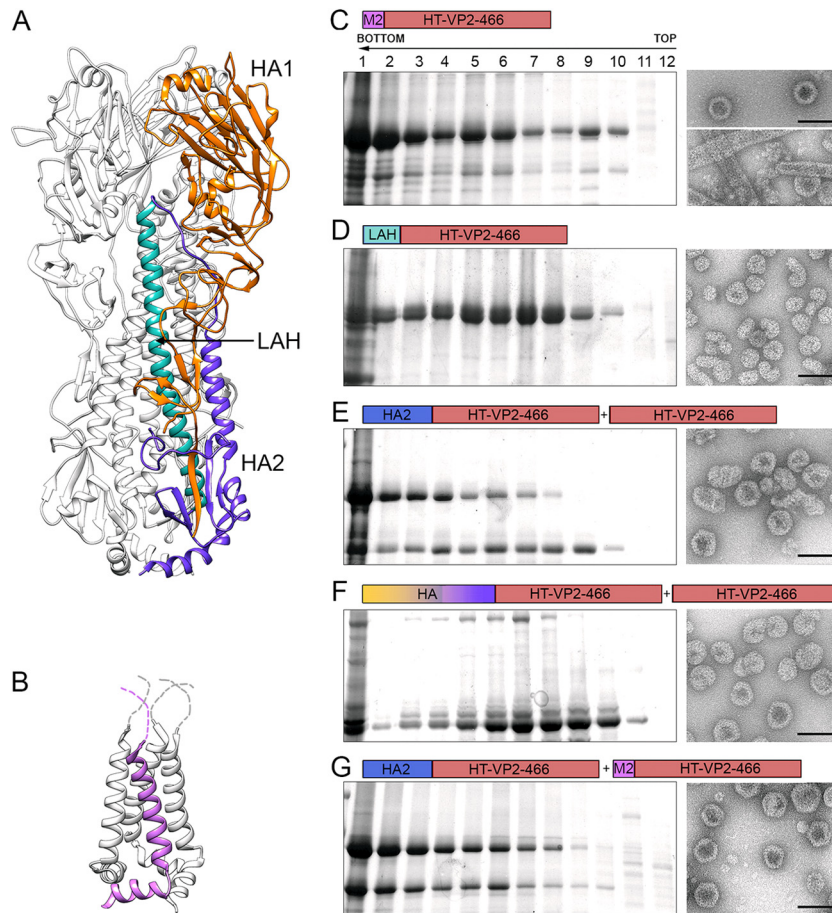 A
HA1
LAH
HA2
B
C
M2 HT-VP2-466
BOTTOM TOP
1 2 3 4 5 6 7 8 9 10 11 12
D
LAH HT-VP2-466
E
HA2 HT-VP2-466 + HT-VP2-466
F
HA HT-VP2-466 + HT-VP2-466
G
HA2 HT-VP2-466 + M2 HT-VP2-466